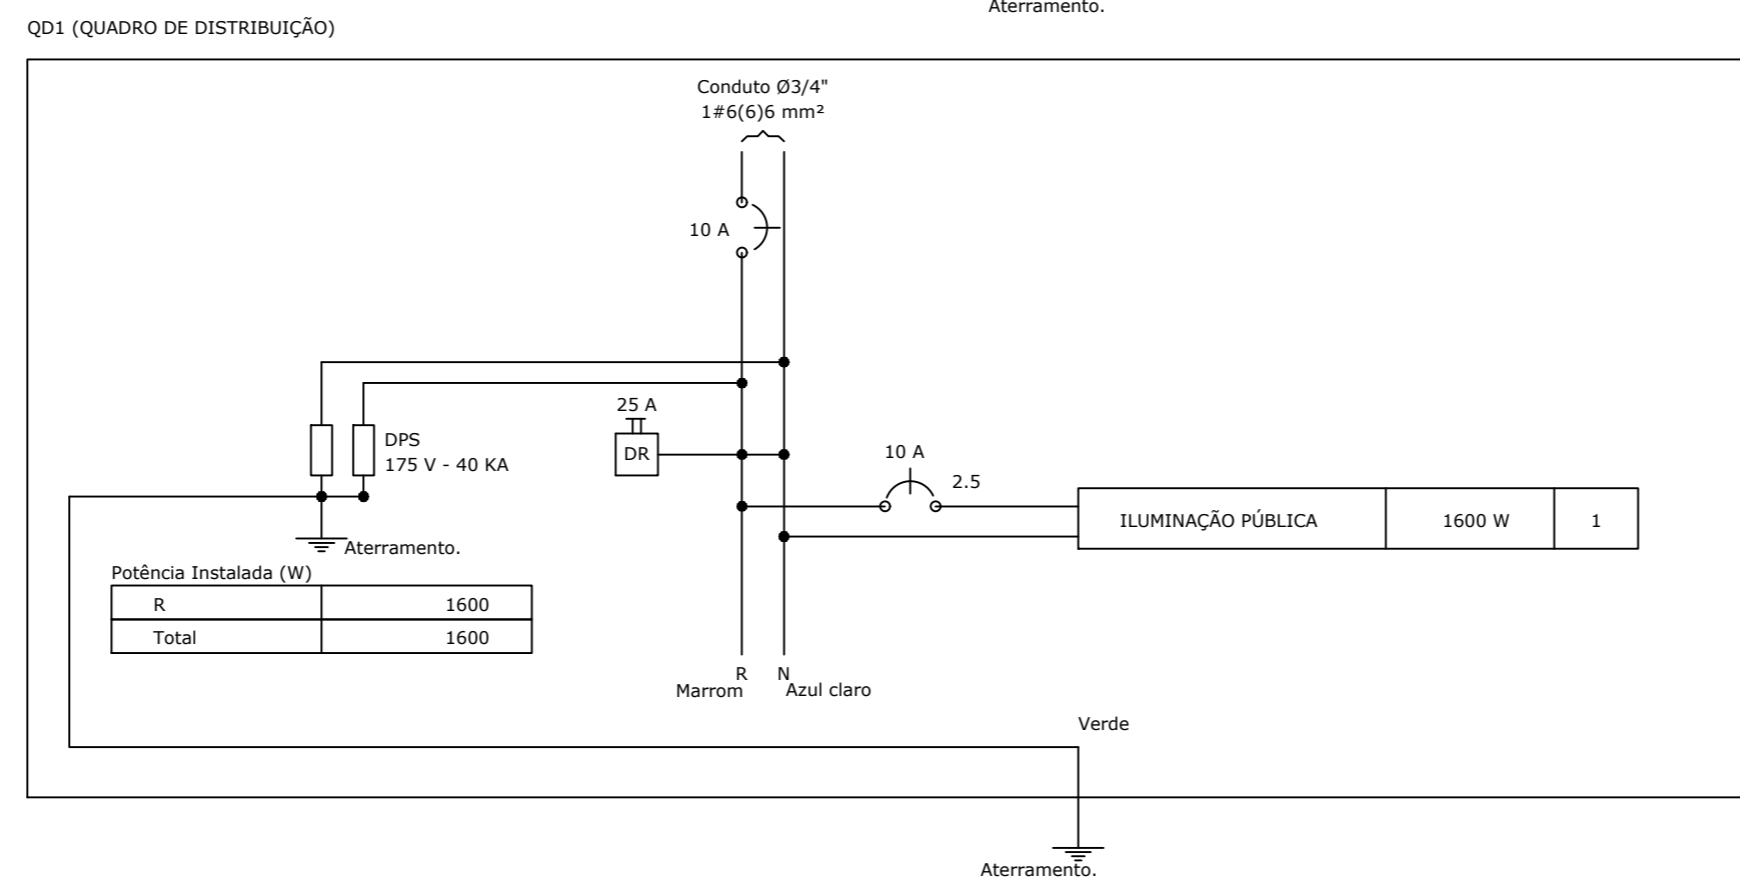 Aterramento.
QD1 (QUADRO DE DISTRIBUIÇÃO)
Conduto Ø3/4"
1#6(6)6 mm²
10 A
25 A
DR
DPS
175 V - 40 KA
10 A
2.5
ILUMINAÇÃO PÚBLICA 1600 W 1
Aterramento.
Potência Instalada (W)
R 1600
Total 1600
R N
Marrom Azul claro
Verde
Aterramento.